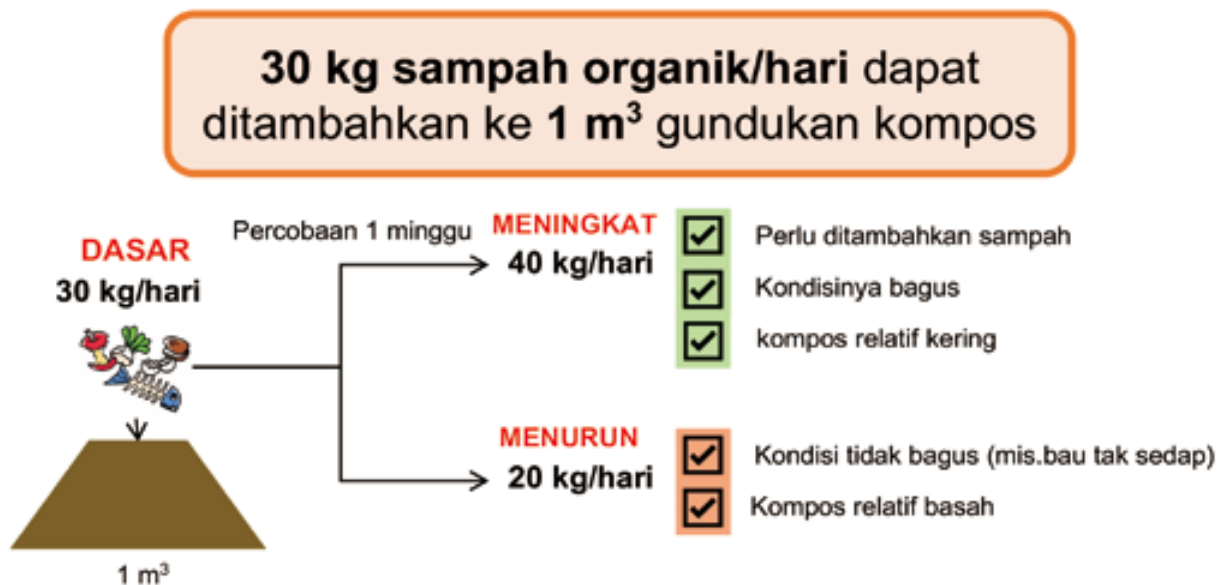 30 kg sampah organik/hari dapat
ditambahkan ke 1 m³ gundukan kompos
DASAR
30 kg/hari
1 m³
Percobaan 1 minggu
MENINGKAT
40 kg/hari
Perlu ditambahkan sampah
Kondisinya bagus
kompos relatif kering
MENURUN
20 kg/hari
Kondisi tidak bagus (mis.bau tak sedap)
Kompos relatif basah